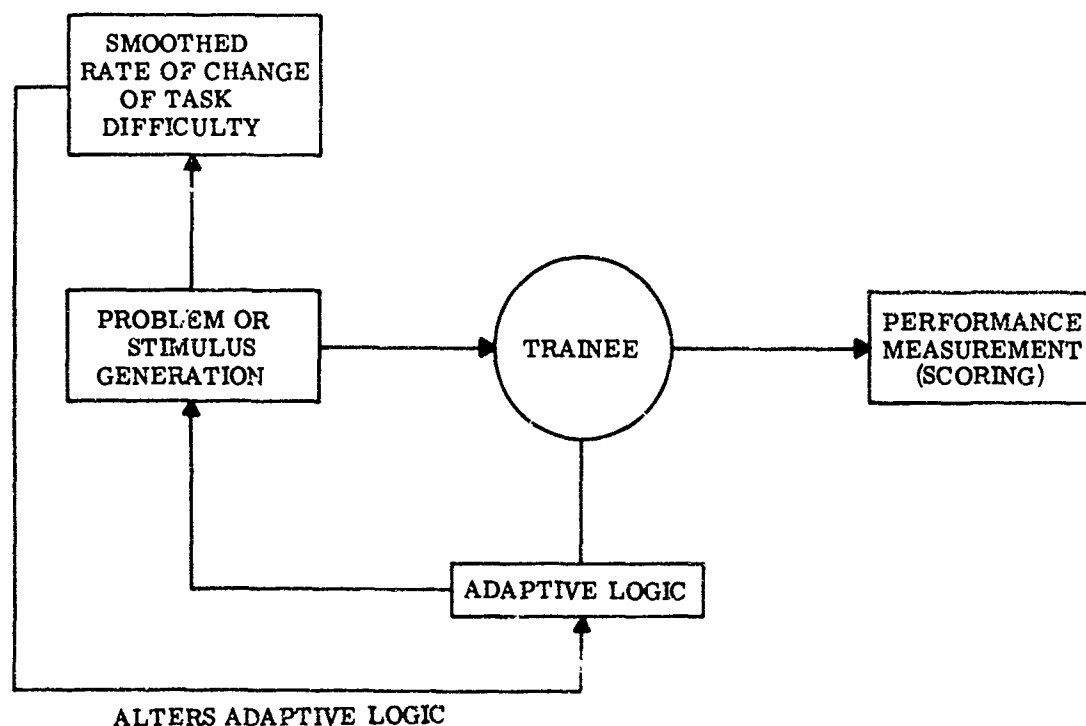 SMOOTHED
RATE OF CHANGE
OF TASK
DIFFICULTY
PROBLEM OR
STIMULUS
GENERATION
TRAINEE
PERFORMANCE
MEASUREMENT
(SCORING)
ADAPTIVE LOGIC
ALTERS ADAPTIVE LOGIC